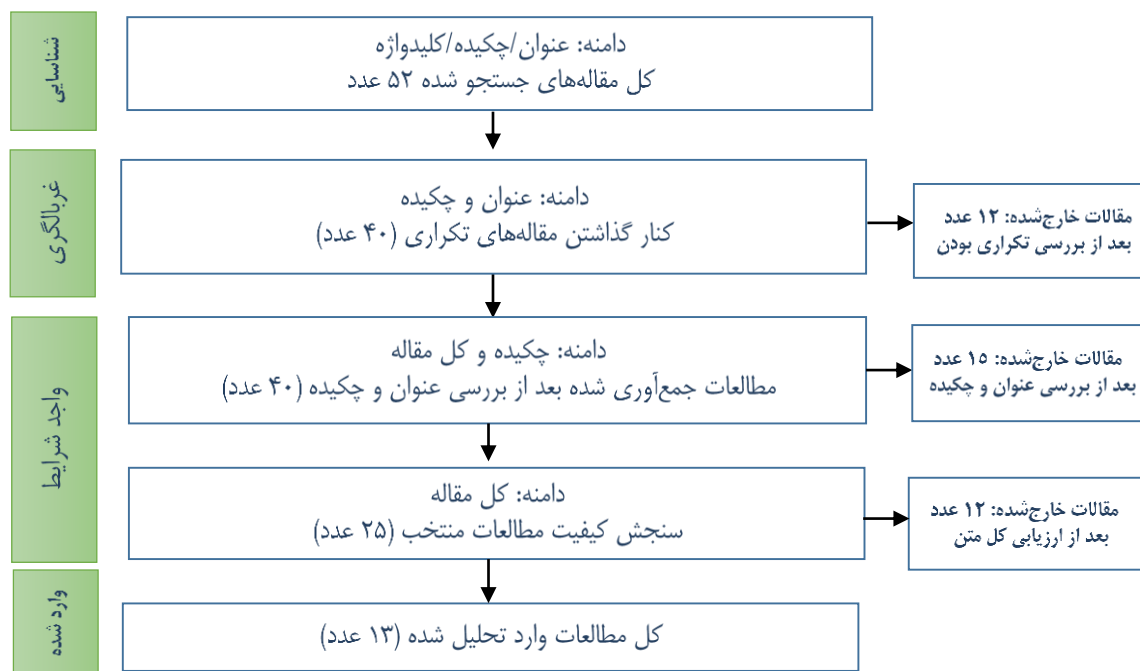 شناسایی
دامنه: عنوان/چکیده/کلیدواژه
کل مقاله‌های جستجو شده ۵۲ عدد
غربالگری
دامنه: عنوان و چکیده
کنار گذاشتن مقاله‌های تکراری (۴۰ عدد)
مقالات خارج‌شده: ۱۲ عدد
بعد از بررسی تکراری بودن
واجد شرایط
دامنه: چکیده و کل مقاله
مطالعات جمع‌آوری شده بعد از بررسی عنوان و چکیده (۴۰ عدد)
مقالات خارج‌شده: ۱۵ عدد
بعد از بررسی عنوان و چکیده
دامنه: کل مقاله
سنجش کیفیت مطالعات منتخب (۲۵ عدد)
مقالات خارج‌شده: ۱۲ عدد
بعد از ارزیابی کل متن
وارد شده
کل مطالعات وارد تحلیل شده (۱۳ عدد)